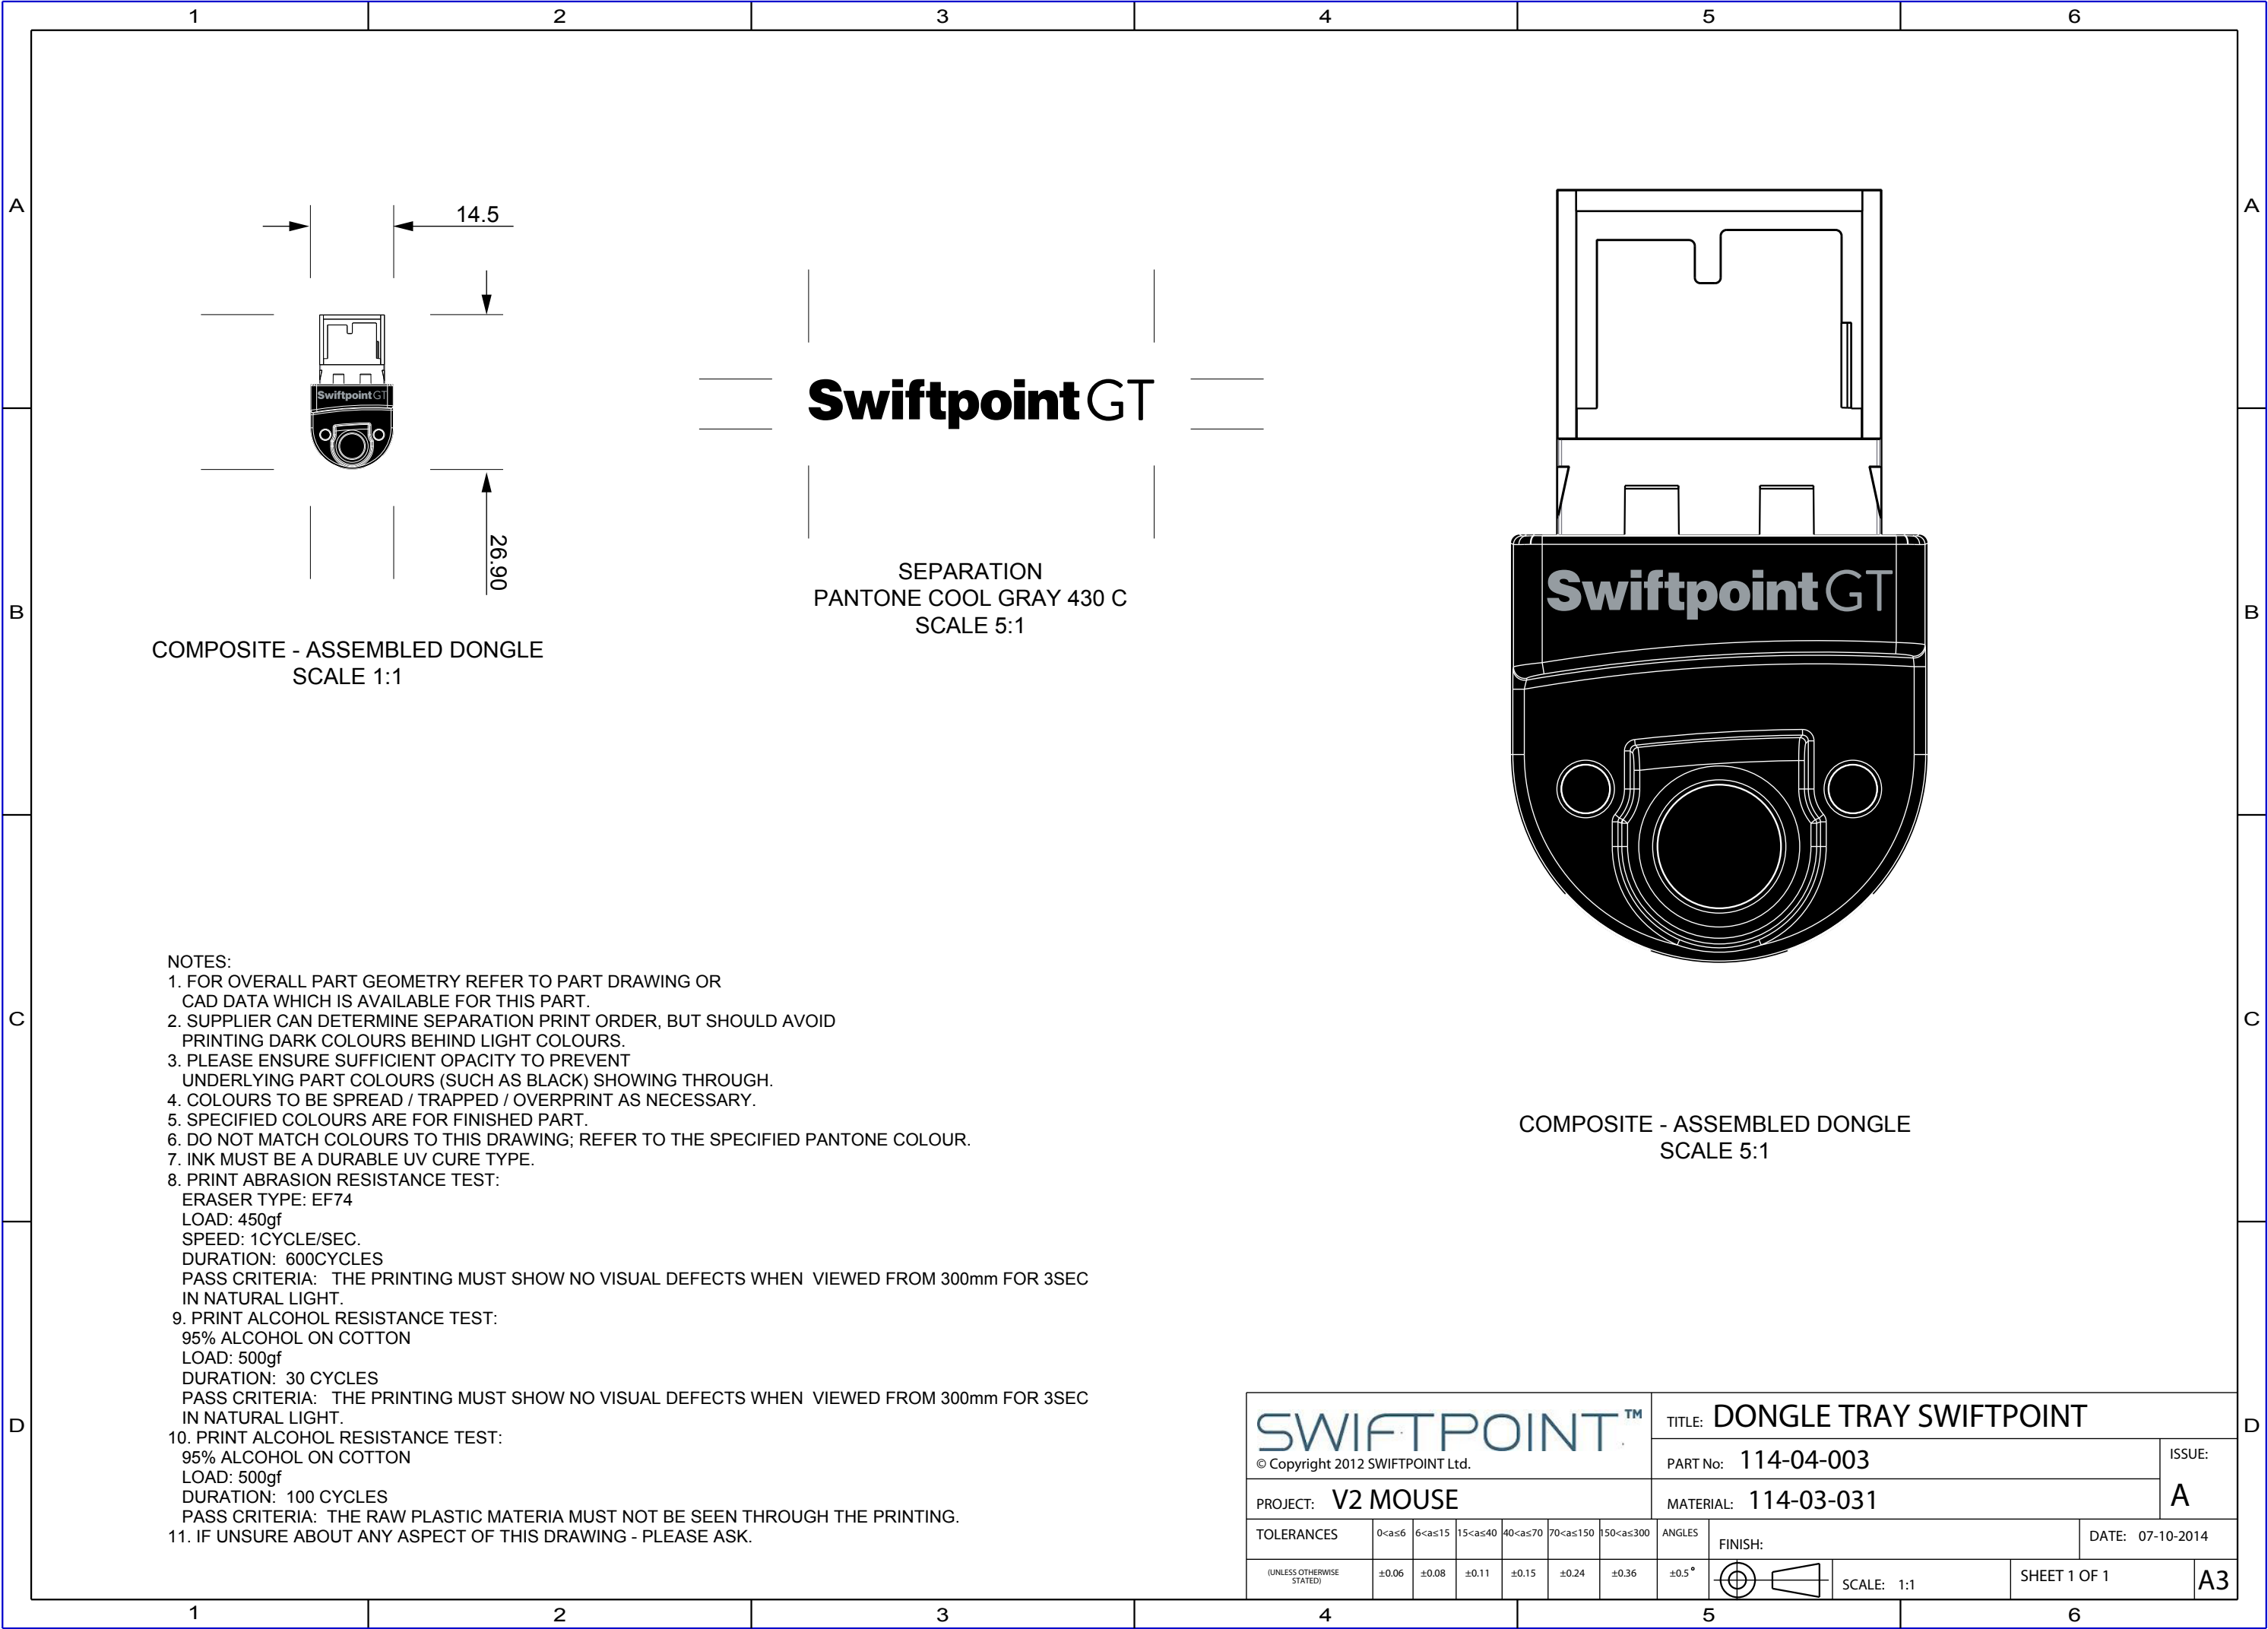 1 2 3 4 5 6
A A
14.5
26.90
SwiftpointGT
COMPOSITE - ASSEMBLED DONGLE
SCALE 1:1
SwiftpointGT
SEPARATION
PANTONE COOL GRAY 430 C
SCALE 5:1
SwiftpointGT
COMPOSITE - ASSEMBLED DONGLE
SCALE 5:1
B B
C C
NOTES:
1. FOR OVERALL PART GEOMETRY REFER TO PART DRAWING OR
CAD DATA WHICH IS AVAILABLE FOR THIS PART.
2. SUPPLIER CAN DETERMINE SEPARATION PRINT ORDER, BUT SHOULD AVOID
PRINTING DARK COLOURS BEHIND LIGHT COLOURS.
3. PLEASE ENSURE SUFFICIENT OPACITY TO PREVENT
UNDERLYING PART COLOURS (SUCH AS BLACK) SHOWING THROUGH.
4. COLOURS TO BE SPREAD / TRAPPED / OVERPRINT AS NECESSARY.
5. SPECIFIED COLOURS ARE FOR FINISHED PART.
6. DO NOT MATCH COLOURS TO THIS DRAWING; REFER TO THE SPECIFIED PANTONE COLOUR.
7. INK MUST BE A DURABLE UV CURE TYPE.
8. PRINT ABRASION RESISTANCE TEST:
ERASER TYPE: EF74
LOAD: 450gf
SPEED: 1CYCLE/SEC.
DURATION: 600CYCLES
PASS CRITERIA: THE PRINTING MUST SHOW NO VISUAL DEFECTS WHEN VIEWED FROM 300mm FOR 3SEC
IN NATURAL LIGHT.
9. PRINT ALCOHOL RESISTANCE TEST:
95% ALCOHOL ON COTTON
LOAD: 500gf
DURATION: 30 CYCLES
PASS CRITERIA: THE PRINTING MUST SHOW NO VISUAL DEFECTS WHEN VIEWED FROM 300mm FOR 3SEC
IN NATURAL LIGHT.
10. PRINT ALCOHOL RESISTANCE TEST:
95% ALCOHOL ON COTTON
LOAD: 500gf
DURATION: 100 CYCLES
PASS CRITERIA: THE RAW PLASTIC MATERIA MUST NOT BE SEEN THROUGH THE PRINTING.
11. IF UNSURE ABOUT ANY ASPECT OF THIS DRAWING - PLEASE ASK.
D D
SWIFTPOINT™
© Copyright 2012 SWIFTPOINT Ltd.
TITLE: DONGLE TRAY SWIFTPOINT
PART No: 114-04-003
ISSUE:
A
PROJECT: V2 MOUSE
MATERIAL: 114-03-031
TOLERANCES 0<a≤6 6<a≤15 15<a≤40 40<a≤70 70<a≤150 150<a≤300 ANGLES
(UNLESS OTHERWISE
STATED)
±0.06 ±0.08 ±0.11 ±0.15 ±0.24 ±0.36 ±0.5°
FINISH:
DATE: 07-10-2014
SCALE: 1:1
SHEET 1 OF 1
A3
1 2 3 4 5 6